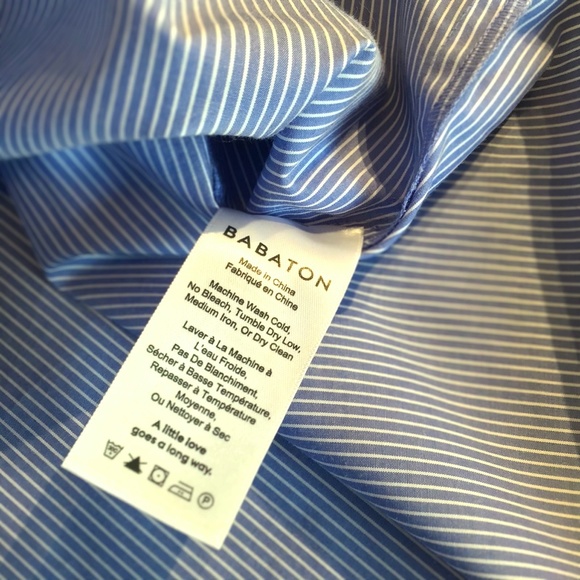 BABATON
Made in China
Fabriqué en Chine
Machine Wash Cold,
No Bleach, Tumble Dry Low,
Medium Iron, Or Dry Clean
Laver à La Machine à
L'eau Froide,
Pas De Blanchiment,
Sécher à Basse Température,
Repasser à Température
Moyenne,
Ou Nettoyer à Sec
A little love
goes a long way.
P